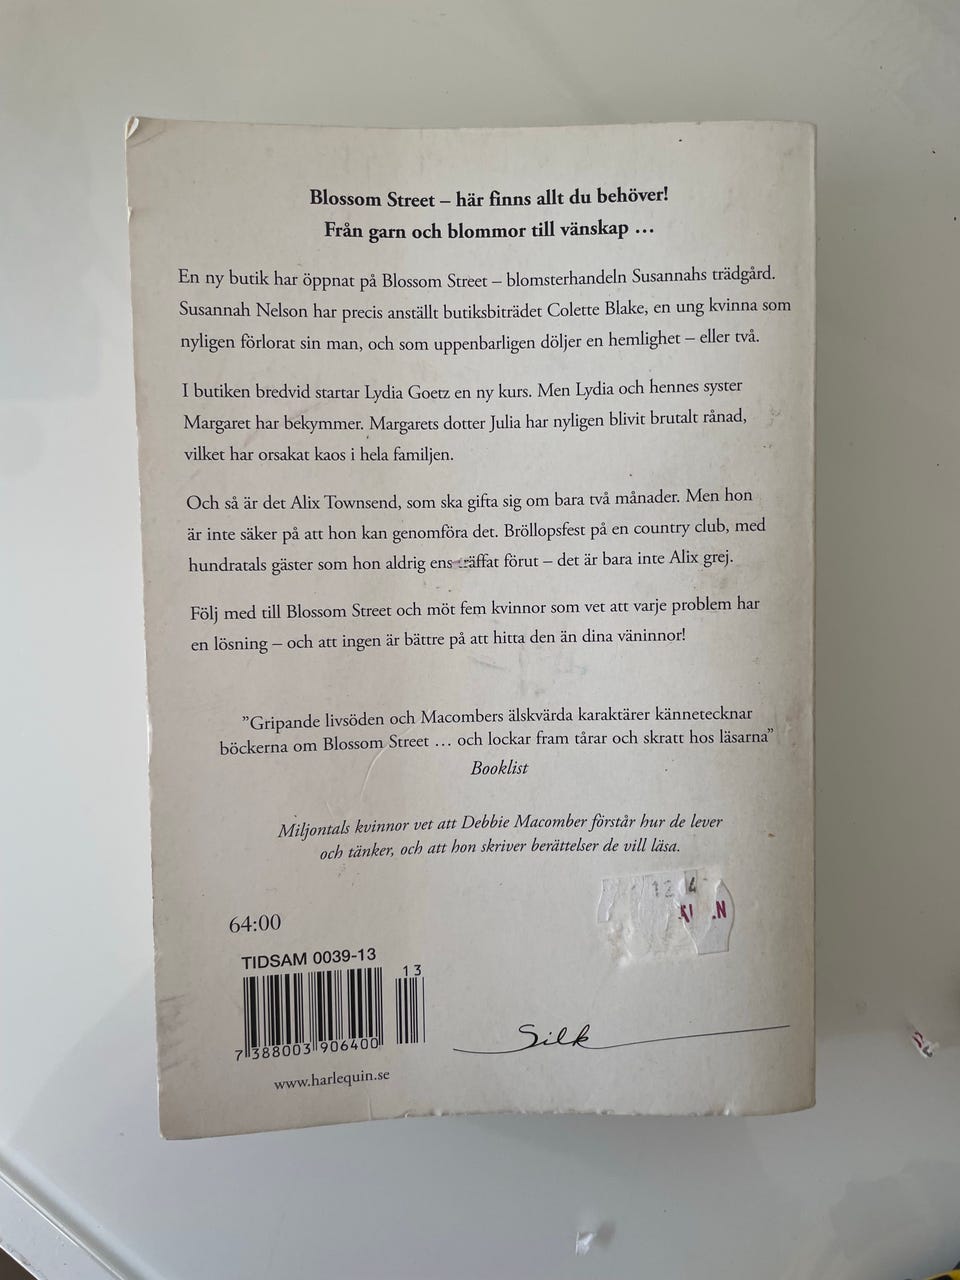 Blossom Street – här finns allt du behöver!
Från garn och blommor till vänskap …
En ny butik har öppnat på Blossom Street – blomsterhandeln Susannahs trädgård.
Susannah Nelson har precis anställt butiksbiträdet Colette Blake, en ung kvinna som
nyligen förlorat sin man, och som uppenbarligen döljer en hemlighet – eller två.
I butiken bredvid startar Lydia Goetz en ny kurs. Men Lydia och hennes syster
Margaret har bekymmer. Margarets dotter Julia har nyligen blivit brutalt rånad,
vilket har orsakat kaos i hela familjen.
Och så är det Alix Townsend, som ska gifta sig om bara två månader. Men hon
är inte säker på att hon kan genomföra det. Bröllopsfest på en country club, med
hundratals gäster som hon aldrig ens träffat förut – det är bara inte Alix grej.
Följ med till Blossom Street och möt fem kvinnor som vet att varje problem har
en lösning – och att ingen är bättre på att hitta den än dina väninnor!
”Gripande livsöden och Macombers älskvärda karaktärer kännetecknar
böckerna om Blossom Street … och lockar fram tårar och skratt hos läsarna”
Booklist
Miljontals kvinnor vet att Debbie Macomber förstår hur de lever
och tänker, och att hon skriver berättelser de vill läsa.
64:00
TIDSAM 0039-13
13
7 388003 906400
www.harlequin.se
Silk